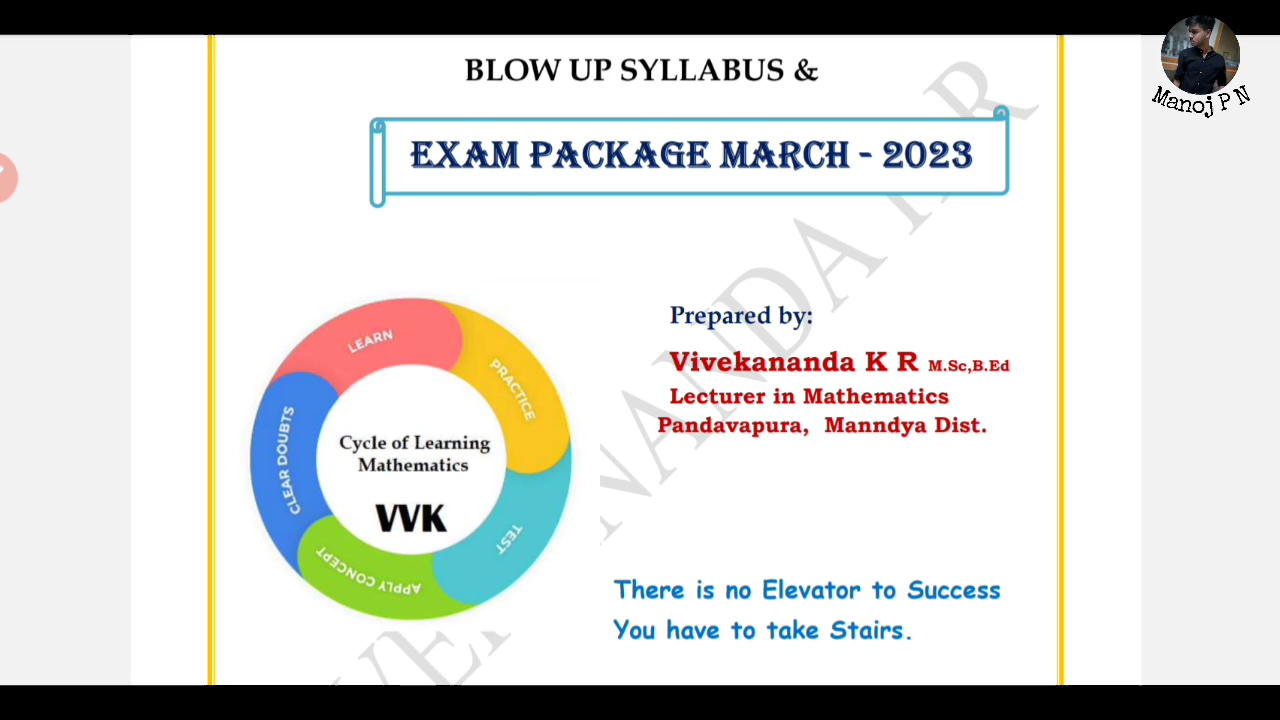 BLOW UP SYLLABUS &
EXAM PACKAGE MARCH - 2023
Manoj P N
LEARN
PRACTICE
TEST
APPLY CONCEPT
CLEAR DOUBTS
Cycle of Learning
Mathematics
VVK
Prepared by:
Vivekananda K R M.Sc,B.Ed
Lecturer in Mathematics
Pandavapura, Manndya Dist.
There is no Elevator to Success
You have to take Stairs.